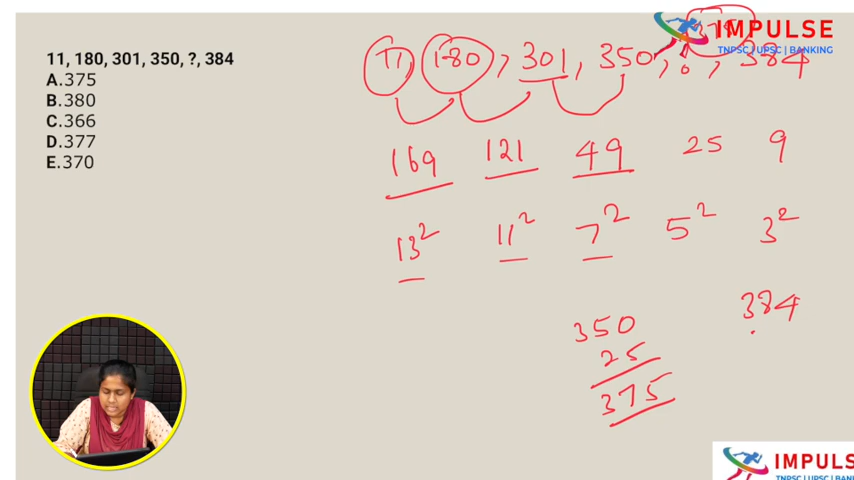 11, 180, 301, 350, ?, 384
A.375
B.380
C.366
D.377
E.370
IMPULSE
TNPSC | UPSC | BANKING
11, 180, 301, 350, 384
169 121 49 25 9
13² 11² 7² 5² 3²
350
25
375
384
IMPULS
TNPSC | UPSC | BANKIN